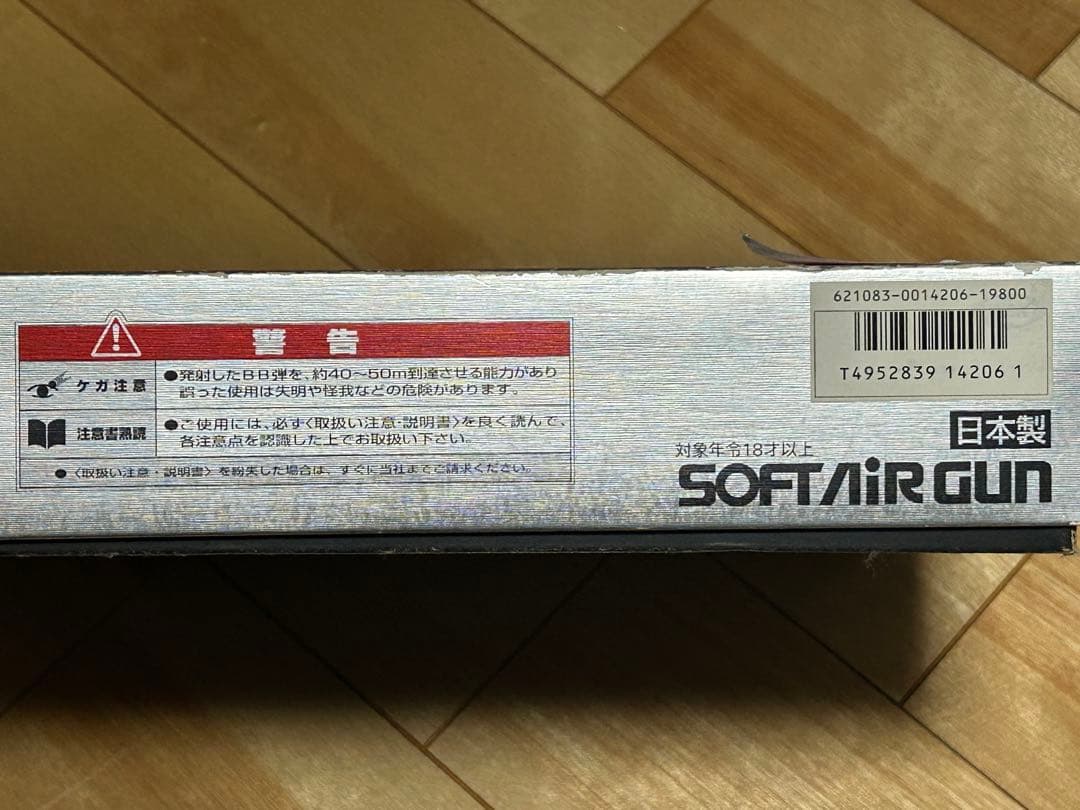 警告
ケガ注意
●発射したBB弾を、約40～50m到達させる能力があり
誤った使用は失明や怪我などの危険があります。
注意書熟読
●ご使用には、必ず〈取扱い注意・説明書〉を良く読んで、
各注意点を認識した上でお取扱い下さい。
●〈取扱い注意・説明書〉を紛失した場合は、すぐに当社までご請求ください。
621083-0014206-19800
T4952839 14206 1
日本製
対象年令18才以上
SOFT AiR GUN